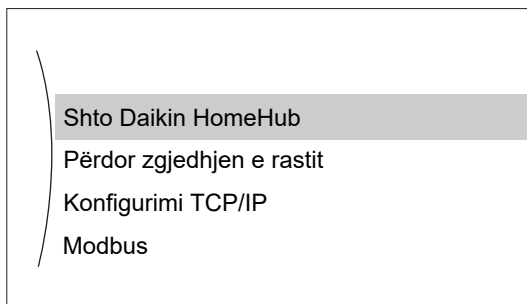 Shto Daikin HomeHub
Përdor zgjedhjen e rastit
Konfigurimi TCP/IP
Modbus